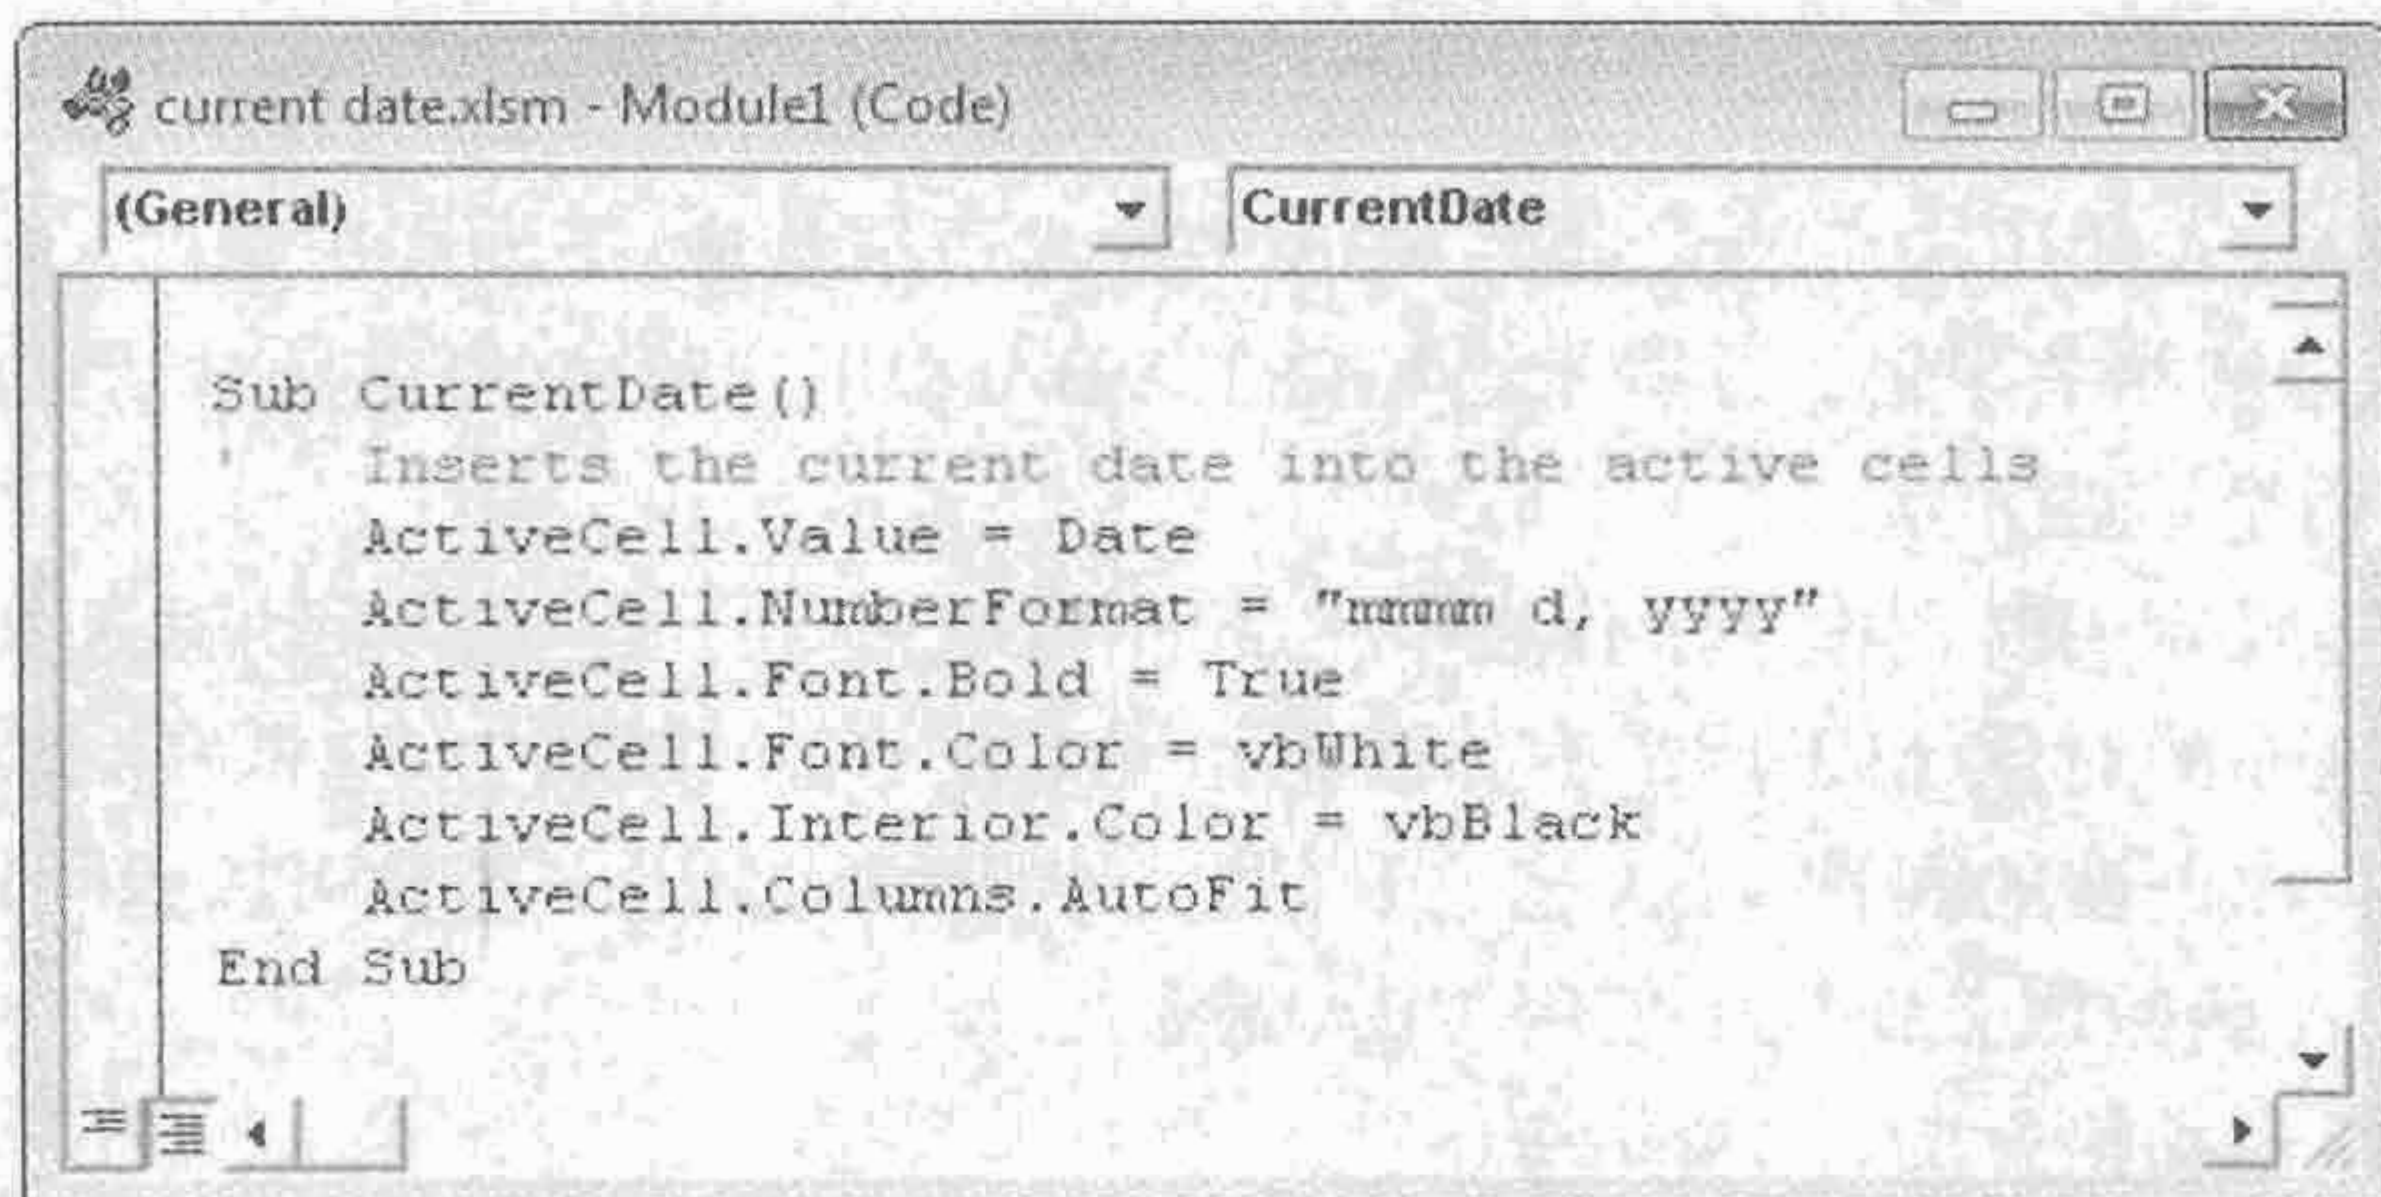 current date.xlsm - Module1 (Code)
(General) CurrentDate
Sub CurrentDate()
' Inserts the current date into the active cells
ActiveCell.Value = Date
ActiveCell.NumberFormat = "mmmm d, yyyy"
ActiveCell.Font.Bold = True
ActiveCell.Font.Color = vbWhite
ActiveCell.Interior.Color = vbBlack
ActiveCell.Columns.AutoFit
End Sub